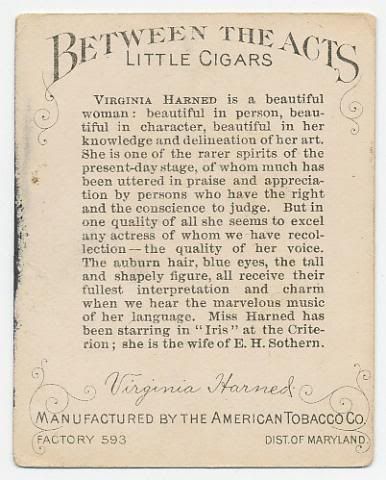 BETWEEN THE ACTS
LITTLE CIGARS
VIRGINIA HARNED is a beautiful
woman: beautiful in person, beau-
tiful in character, beautiful in her
knowledge and delineation of her art.
She is one of the rarer spirits of the
present-day stage, of whom much has
been uttered in praise and apprecia-
tion by persons who have the right
and the conscience to judge. But in
one quality of all she seems to excel
any actress of whom we have recol-
lection—the quality of her voice.
The auburn hair, blue eyes, the tall
and shapely figure, all receive their
fullest interpretation and charm
when we hear the marvelous music
of her language. Miss Harned has
been starring in "Iris" at the Crite-
rion; she is the wife of E. H. Sothern.
Virginia Harned
MANUFACTURED BY THE AMERICAN TOBACCO CO.
FACTORY 593 DIST. OF MARYLAND